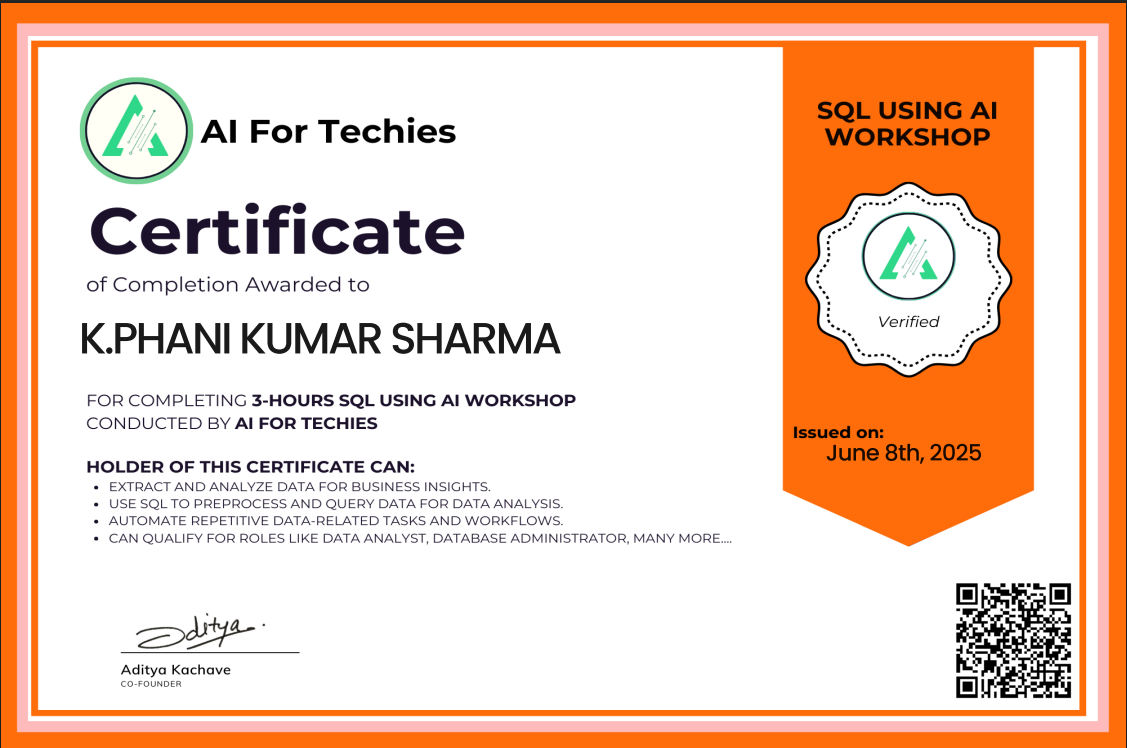 AI For Techies
Certificate
of Completion Awarded to
K.PHANI KUMAR SHARMA
FOR COMPLETING 3-HOURS SQL USING AI WORKSHOP
CONDUCTED BY AI FOR TECHIES
HOLDER OF THIS CERTIFICATE CAN:
• EXTRACT AND ANALYZE DATA FOR BUSINESS INSIGHTS.
• USE SQL TO PREPROCESS AND QUERY DATA FOR DATA ANALYSIS.
• AUTOMATE REPETITIVE DATA-RELATED TASKS AND WORKFLOWS.
• CAN QUALIFY FOR ROLES LIKE DATA ANALYST, DATABASE ADMINISTRATOR, MANY MORE....
Aditya
Aditya Kachave
CO-FOUNDER
SQL USING AI
WORKSHOP
Verified
Issued on:
June 8th, 2025